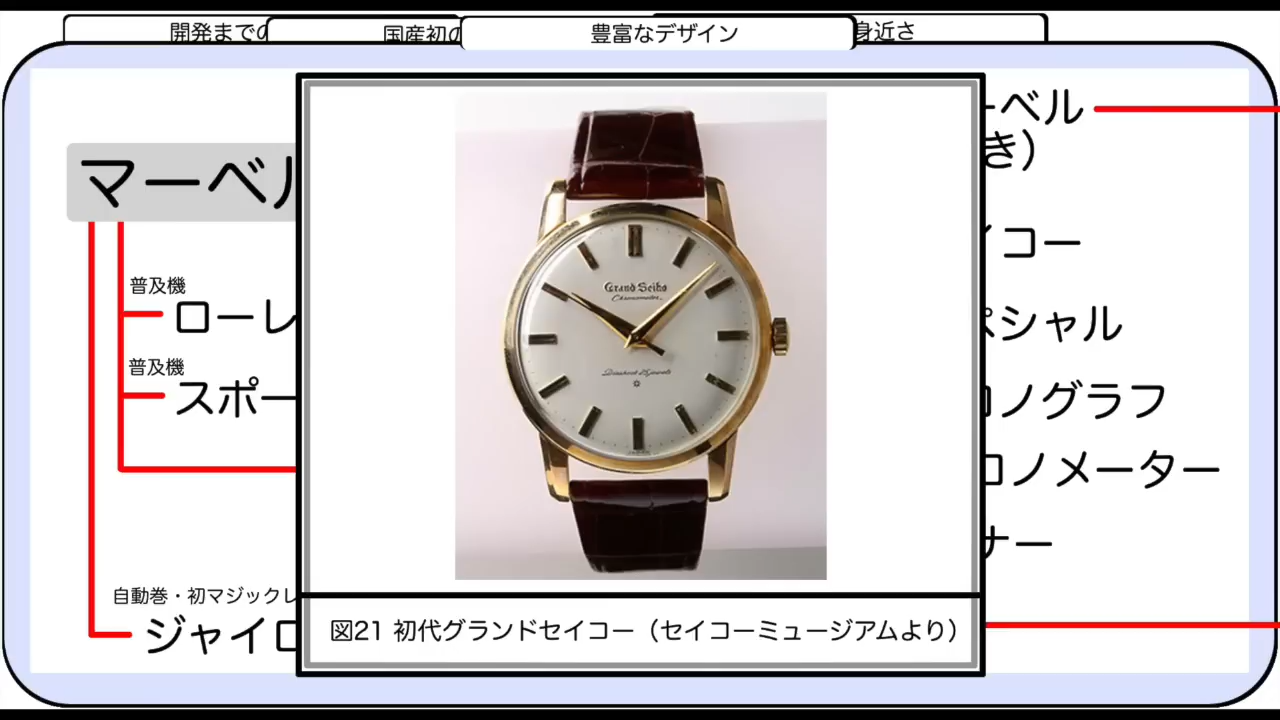 開発までの
国産初の
豊富なデザイン
身近さ
マーベル
普及機
ローレ
普及機
スポー
自動巻・初マジックレ
ジャイロ
Grand Seiko
Chronometer
Diashock 25 jewels
ーベル
き）
イコー
ペシャル
ロノグラフ
ロノメーター
ナー
図21 初代グランドセイコー（セイコーミュージアムより）